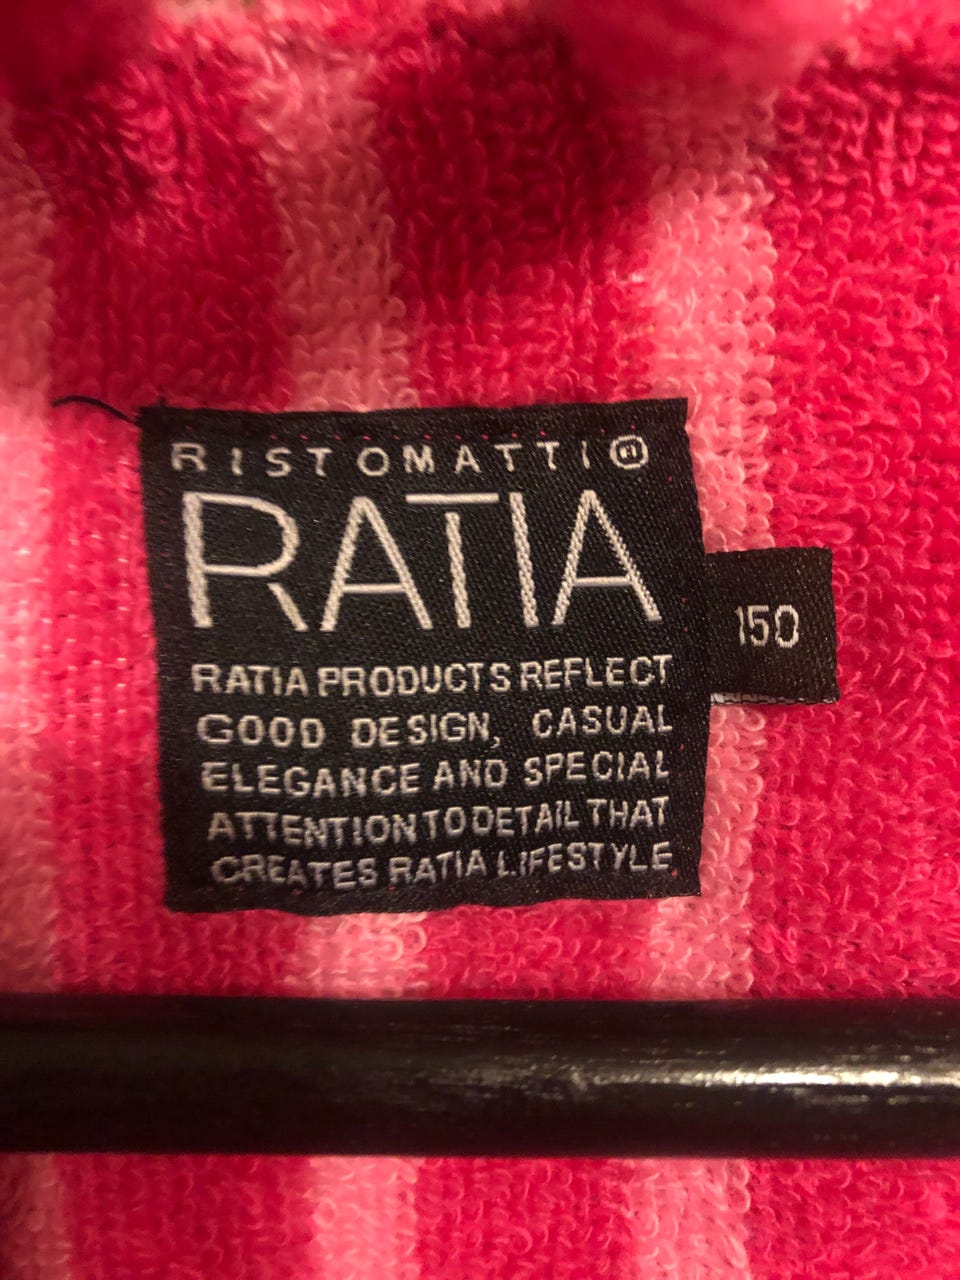 RISTOMATTI®
RATIA
150
RATIA PRODUCTS REFLECT
GOOD DESIGN, CASUAL
ELEGANCE AND SPECIAL
ATTENTION TO DETAIL THAT
CREATES RATIA LIFESTYLE